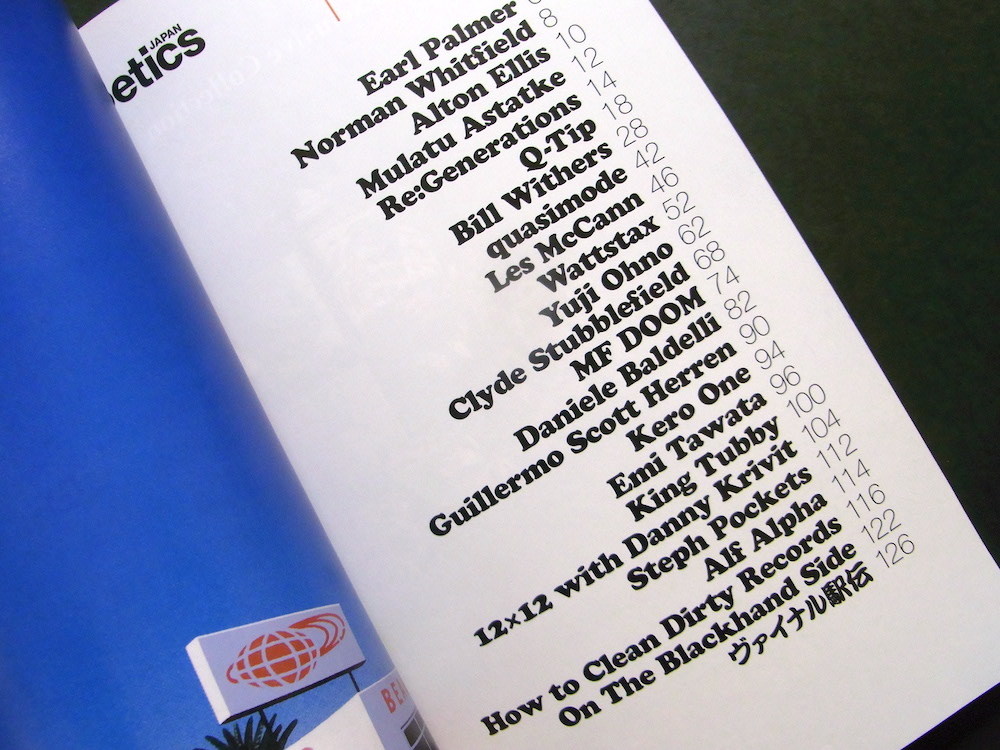 etics
JAPAN
Earl Palmer
Norman Whitfield 8
Alton Ellis 10
Mulatu Astatke 12
Re:Generations 14
Q-Tip 18
Bill Withers 28
quasimode 42
Les McCann 46
Wattstax 52
Yuji Ohno 62
Clyde Stubblefield 68
MF DOOM 74
Daniele Baldelli 82
Guillermo Scott Herren 90
Kero One 94
Emi Tawata 96
King Tubby 100
12×12 with Danny Krivit 104
Steph Pockets 112
Alf Alpha 114
How to Clean Dirty Records 116
On The Blackhand Side 122
ヴァイナル駅伝 126